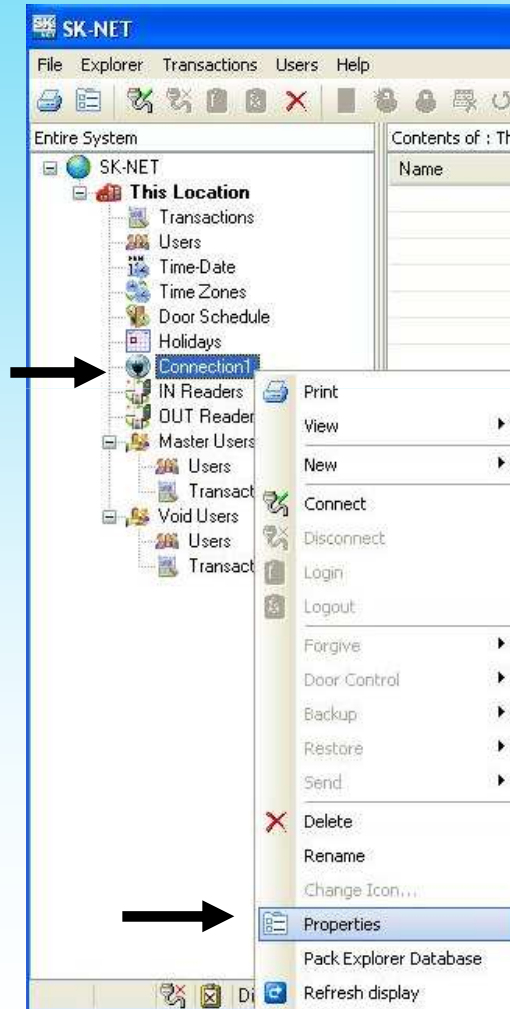 SK-NET
File Explorer Transactions Users Help
Entire System
Contents of : Th
Name
SK-NET
This Location
Transactions
Users
Time-Date
Time Zones
Door Schedule
Holidays
Connection1
IN Readers
OUT Reader
Master Users
Users
Transact
Void Users
Users
Transact
Print
View
New
Connect
Disconnect
Login
Logout
Forgive
Door Control
Backup
Restore
Send
Delete
Rename
Change Icon...
Properties
Pack Explorer Database
Refresh display
Di